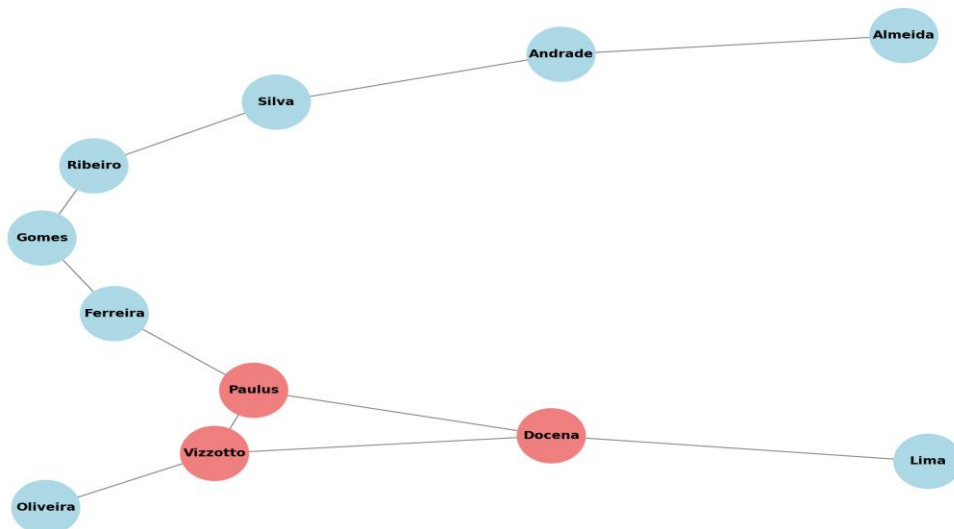 Almeida
Andrade
Silva
Ribeiro
Gomes
Ferreira
Paulus
Docena
Vizzotto
Lima
Oliveira